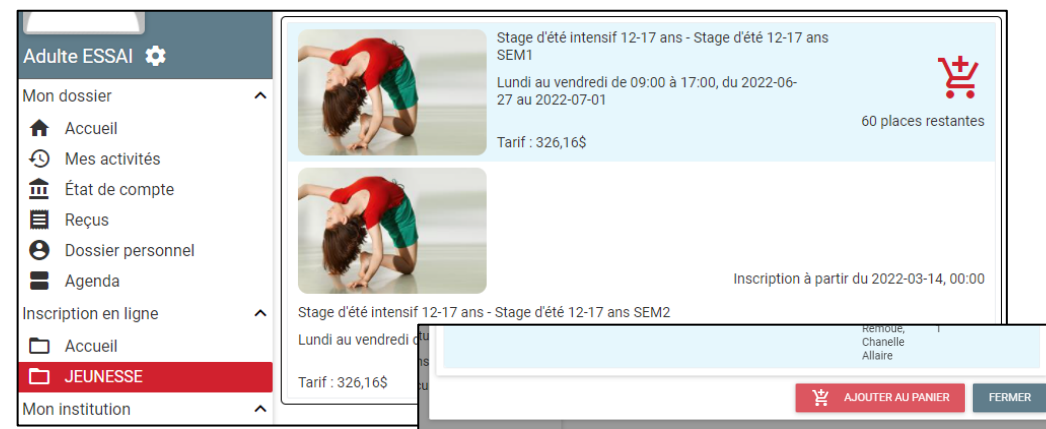 Adulte ESSAI
Mon dossier
Accueil
Mes activités
État de compte
Reçus
Dossier personnel
Agenda
Inscription en ligne
Accueil
JEUNESSE
Mon institution
Stage d'été intensif 12-17 ans - Stage d'été 12-17 ans
SEM1
Lundi au vendredi de 09:00 à 17:00, du 2022-06-
27 au 2022-07-01
Tarif : 326,16$
60 places restantes
Inscription à partir du 2022-03-14, 00:00
Stage d'été intensif 12-17 ans - Stage d'été 12-17 ans SEM2
Lundi au vendredi
Tarif : 326,16$
Remoue, 1
Chanelle
Allaire
AJOUTER AU PANIER
FERMER